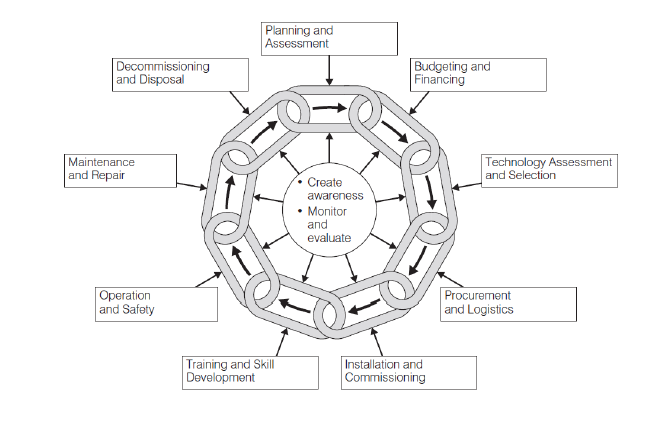 Planning and
Assessment
Budgeting and
Financing
Technology Assessment
and Selection
Procurement
and Logistics
Installation and
Commissioning
Training and Skill
Development
Operation
and Safety
Maintenance
and Repair
Decommissioning
and Disposal
• Create
awareness
• Monitor
and
evaluate